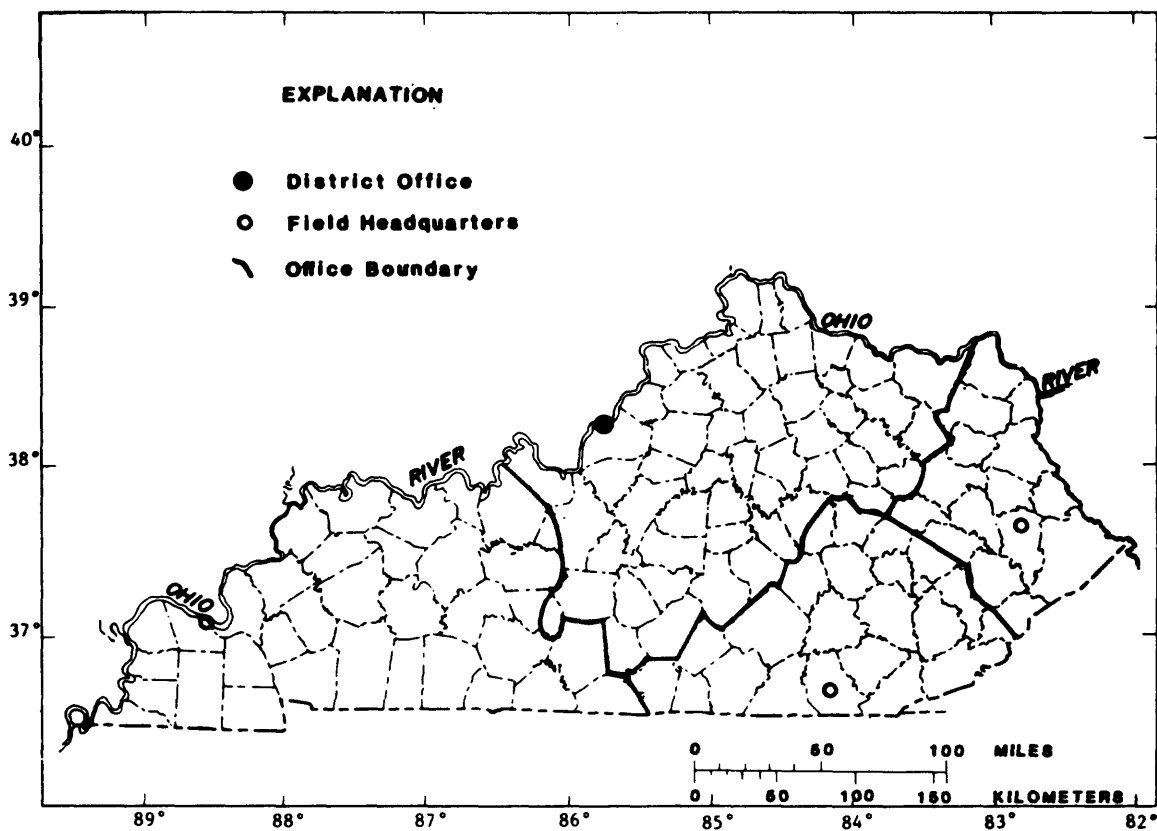 EXPLANATION
40°
District Office
Field Headquarters
Office Boundary
39°
OHIO
RIVER
38°
RIVER
OHIO
37°
0 50 100 MILES
0 50 100 150 KILOMETERS
89° 88° 87° 86° 85° 84° 83° 82°